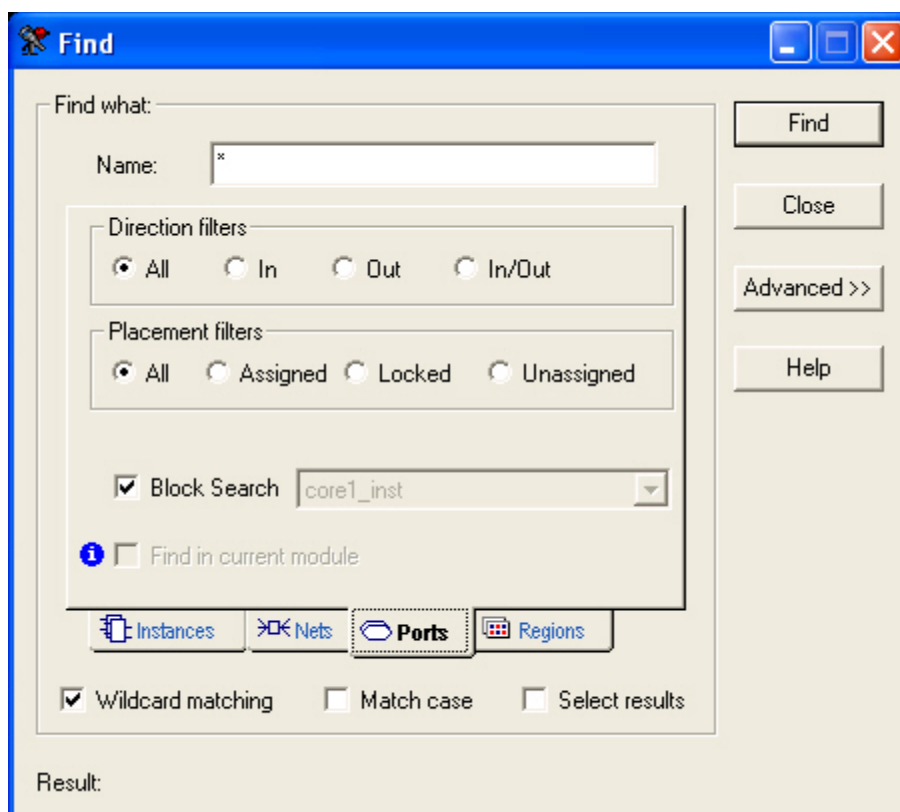 Find
Find what:
Find
Name: *
Close
Direction filters
All In Out In/Out
Advanced >>
Placement filters
All Assigned Locked Unassigned
Help
Block Search core1_inst
Find in current module
Instances Nets Ports Regions
Wildcard matching Match case Select results
Result: